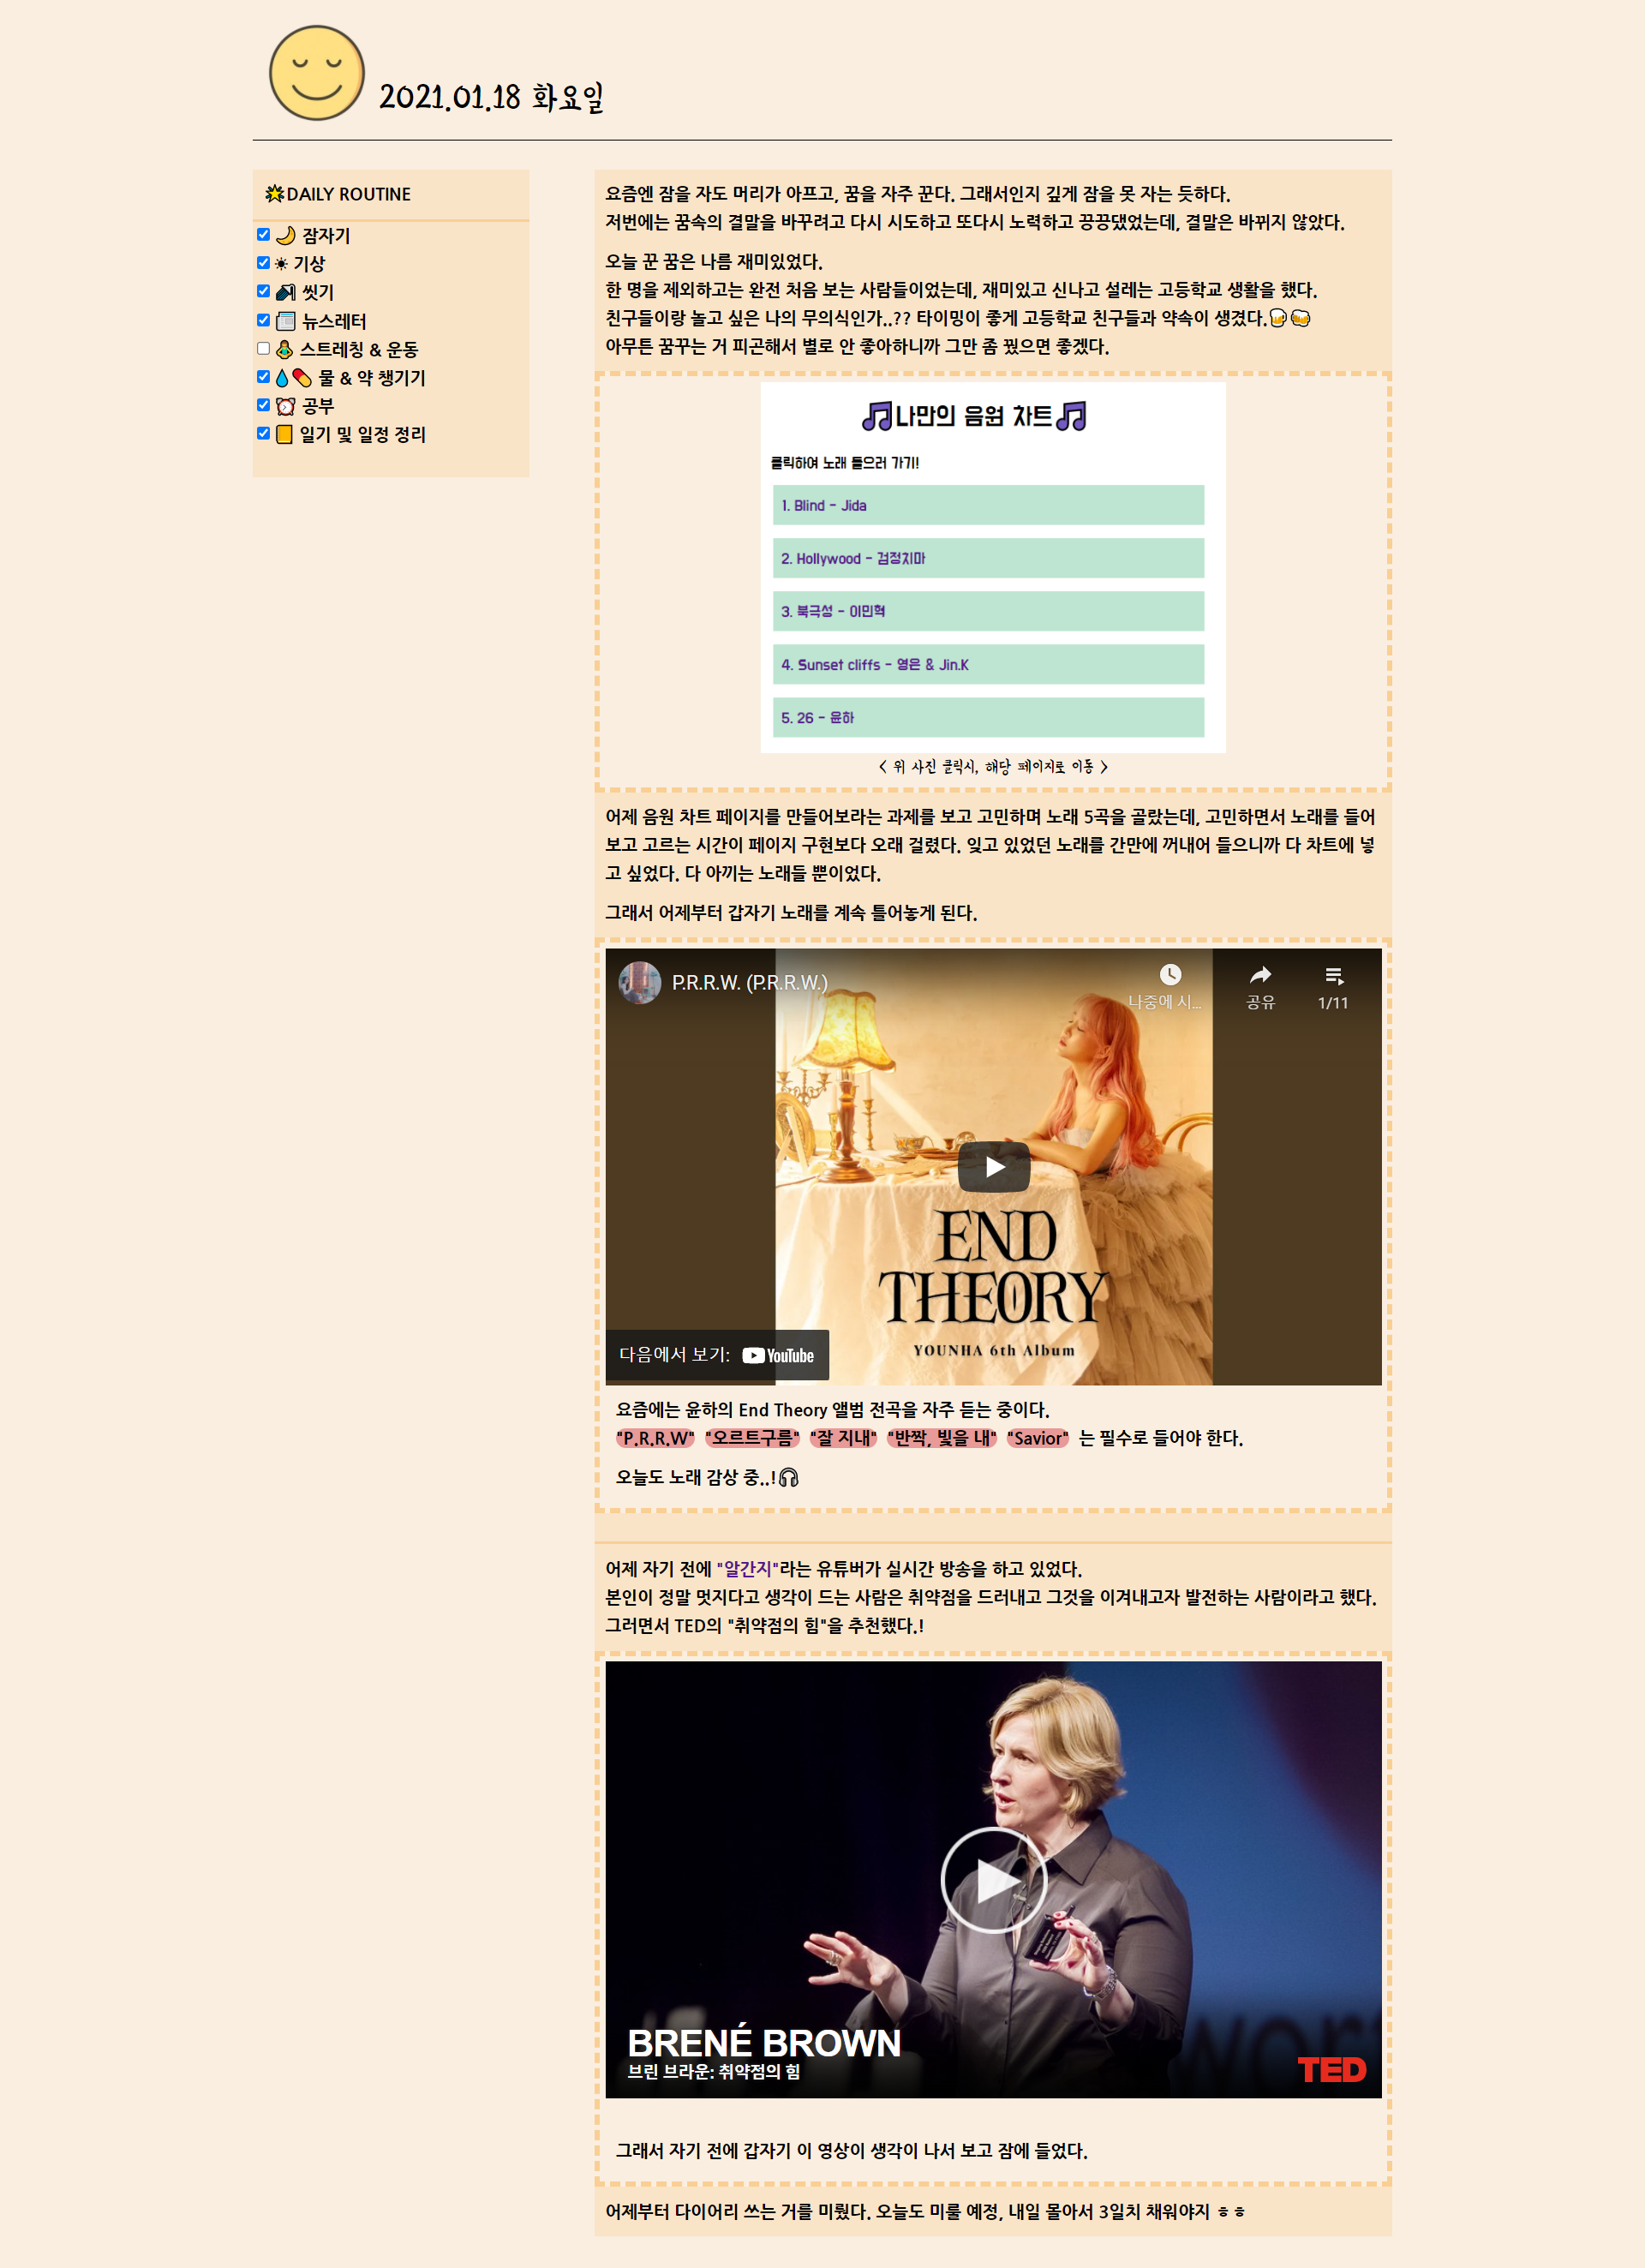 2021.01.18 화요일
🌟DAILY ROUTINE
🌙 잠자기
☀ 기상
🚿 씻기
📰 뉴스레터
🧘 스트레칭 & 운동
💧💊 물 & 약 챙기기
⏰ 공부
📒 일기 및 일정 정리
요즘엔 잠을 자도 머리가 아프고, 꿈을 자주 꾼다. 그래서인지 깊게 잠을 못 자는 듯하다.
저번에는 꿈속의 결말을 바꾸려고 다시 시도하고 또다시 노력하고 끙끙댔었는데, 결말은 바뀌지 않았다.
오늘 꾼 꿈은 나름 재미있었다.
한 명을 제외하고는 완전 처음 보는 사람들이었는데, 재미있고 신나고 설레는 고등학교 생활을 했다.
친구들이랑 놀고 싶은 나의 무의식인가..?? 타이밍이 좋게 고등학교 친구들과 약속이 생겼다.🍺🍻
아무튼 꿈꾸는 거 피곤해서 별로 안 좋아하니까 그만 좀 꿨으면 좋겠다.
🎵나만의 음원 차트🎵
클릭하여 노래 들으러 가기!
1. Blind - Jida
2. Hollywood - 검정치마
3. 북극성 - 이민혁
4. Sunset cliffs - 영은 & Jin.K
5. 26 - 윤하
< 위 사진 클릭시, 해당 페이지로 이동 >
어제 음원 차트 페이지를 만들어보라는 과제를 보고 고민하며 노래 5곡을 골랐는데, 고민하면서 노래를 들어
보고 고르는 시간이 페이지 구현보다 오래 걸렸다. 잊고 있었던 노래를 간만에 꺼내어 들으니까 다 차트에 넣
고 싶었다. 다 아끼는 노래들 뿐이었다.
그래서 어제부터 갑자기 노래를 계속 틀어놓게 된다.
P.R.R.W. (P.R.R.W.)
나중에 시...
공유
1/11
END
THEORY
YOUNHA 6th Album
다음에서 보기: YouTube
요즘에는 윤하의 End Theory 앨범 전곡을 자주 듣는 중이다.
"P.R.R.W" "오르트구름" "잘 지내" "반짝, 빛을 내" "Savior" 는 필수로 들어야 한다.
오늘도 노래 감상 중..!🎧
어제 자기 전에 "알간지"라는 유튜버가 실시간 방송을 하고 있었다.
본인이 정말 멋지다고 생각이 드는 사람은 취약점을 드러내고 그것을 이겨내고자 발전하는 사람이라고 했다.
그러면서 TED의 "취약점의 힘"을 추천했다.!
BRENÉ BROWN
브린 브라운: 취약점의 힘
TED
그래서 자기 전에 갑자기 이 영상이 생각이 나서 보고 잠에 들었다.
어제부터 다이어리 쓰는 거를 미뤘다. 오늘도 미룰 예정, 내일 몰아서 3일치 채워야지 ㅎㅎ